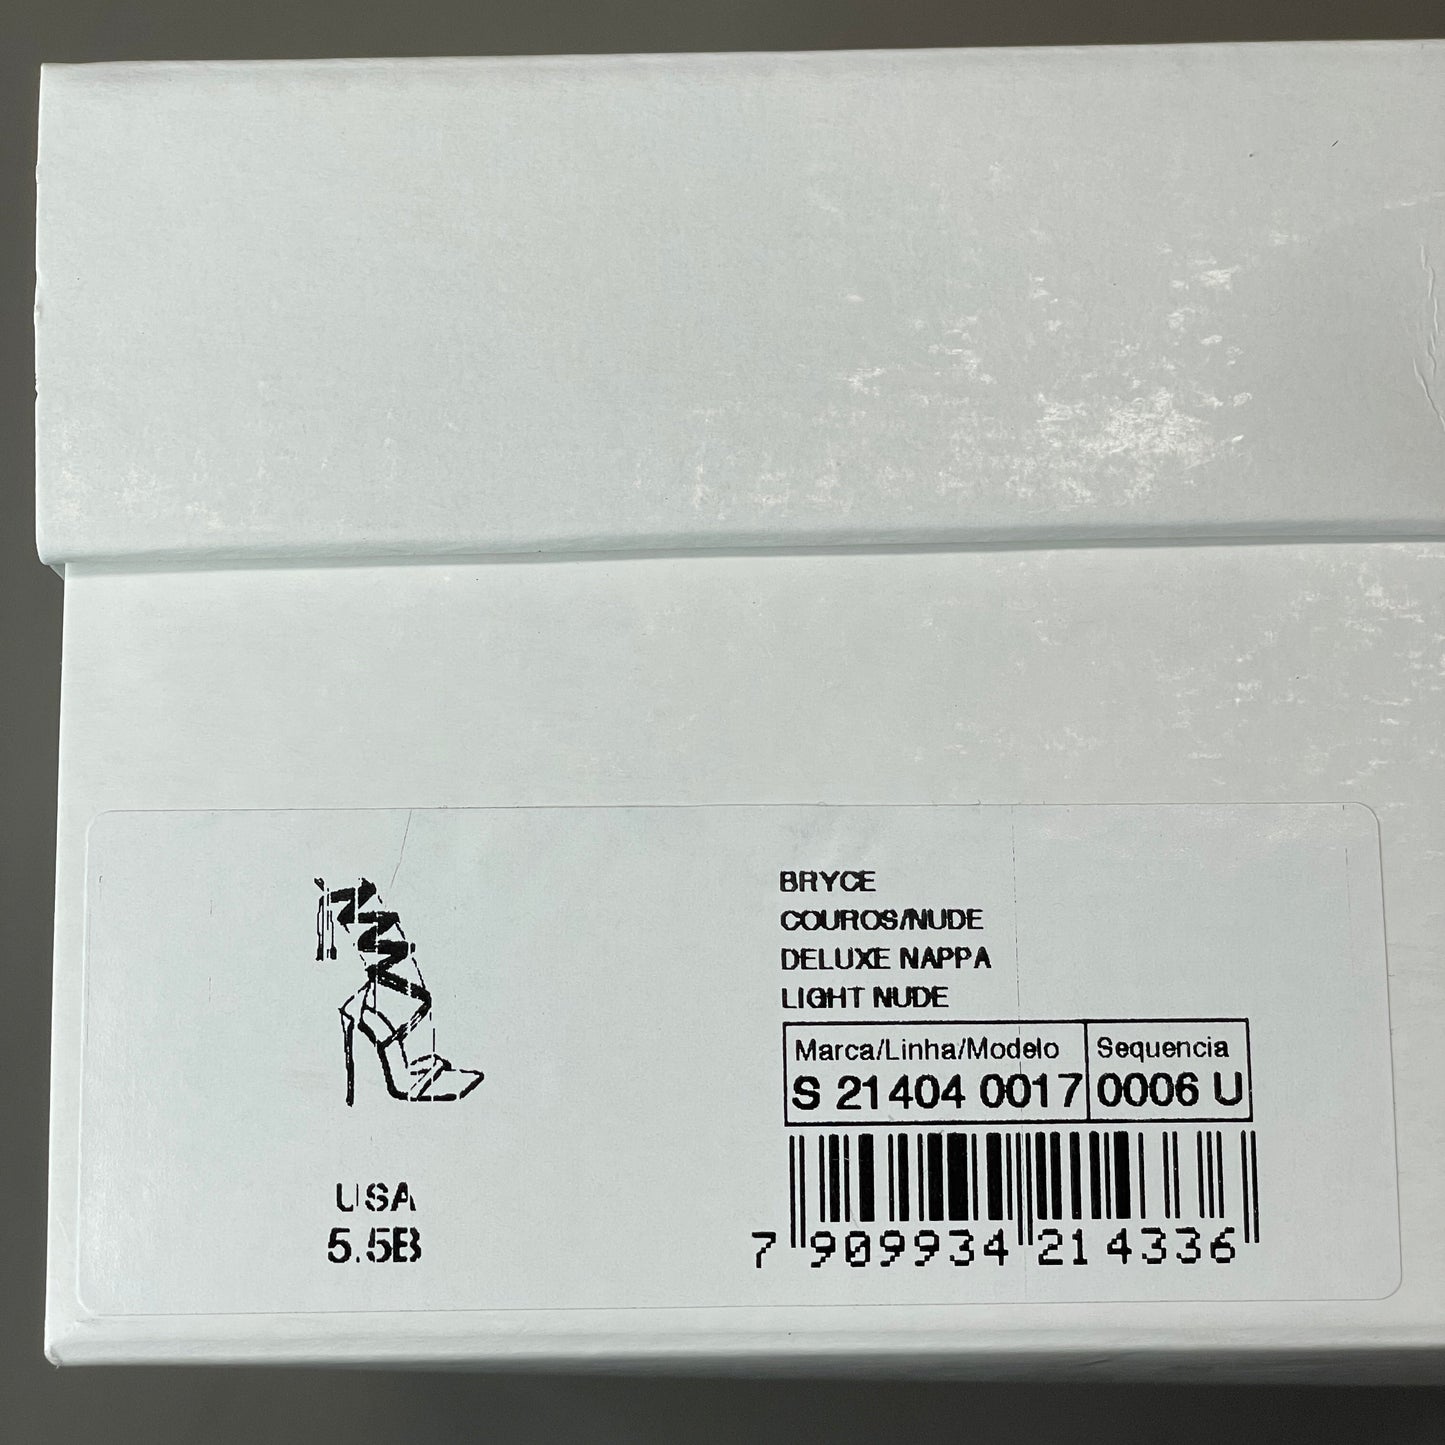 BRYCE
COUROS/NUDE
DELUXE NAPPA
LIGHT NUDE
Marca/Linha/Modelo Sequencia
S 21404 0017 0006 U
USA
5.5B
7 909934 214336